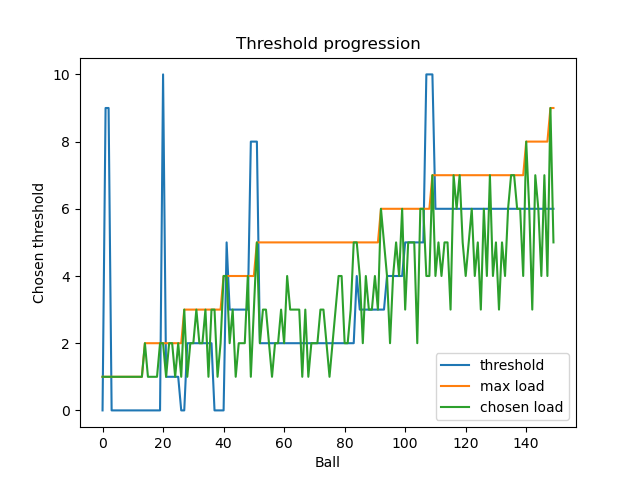 Threshold progression
Chosen threshold
10
8
6
4
2
0
threshold
max load
chosen load
0 20 40 60 80 100 120 140
Ball